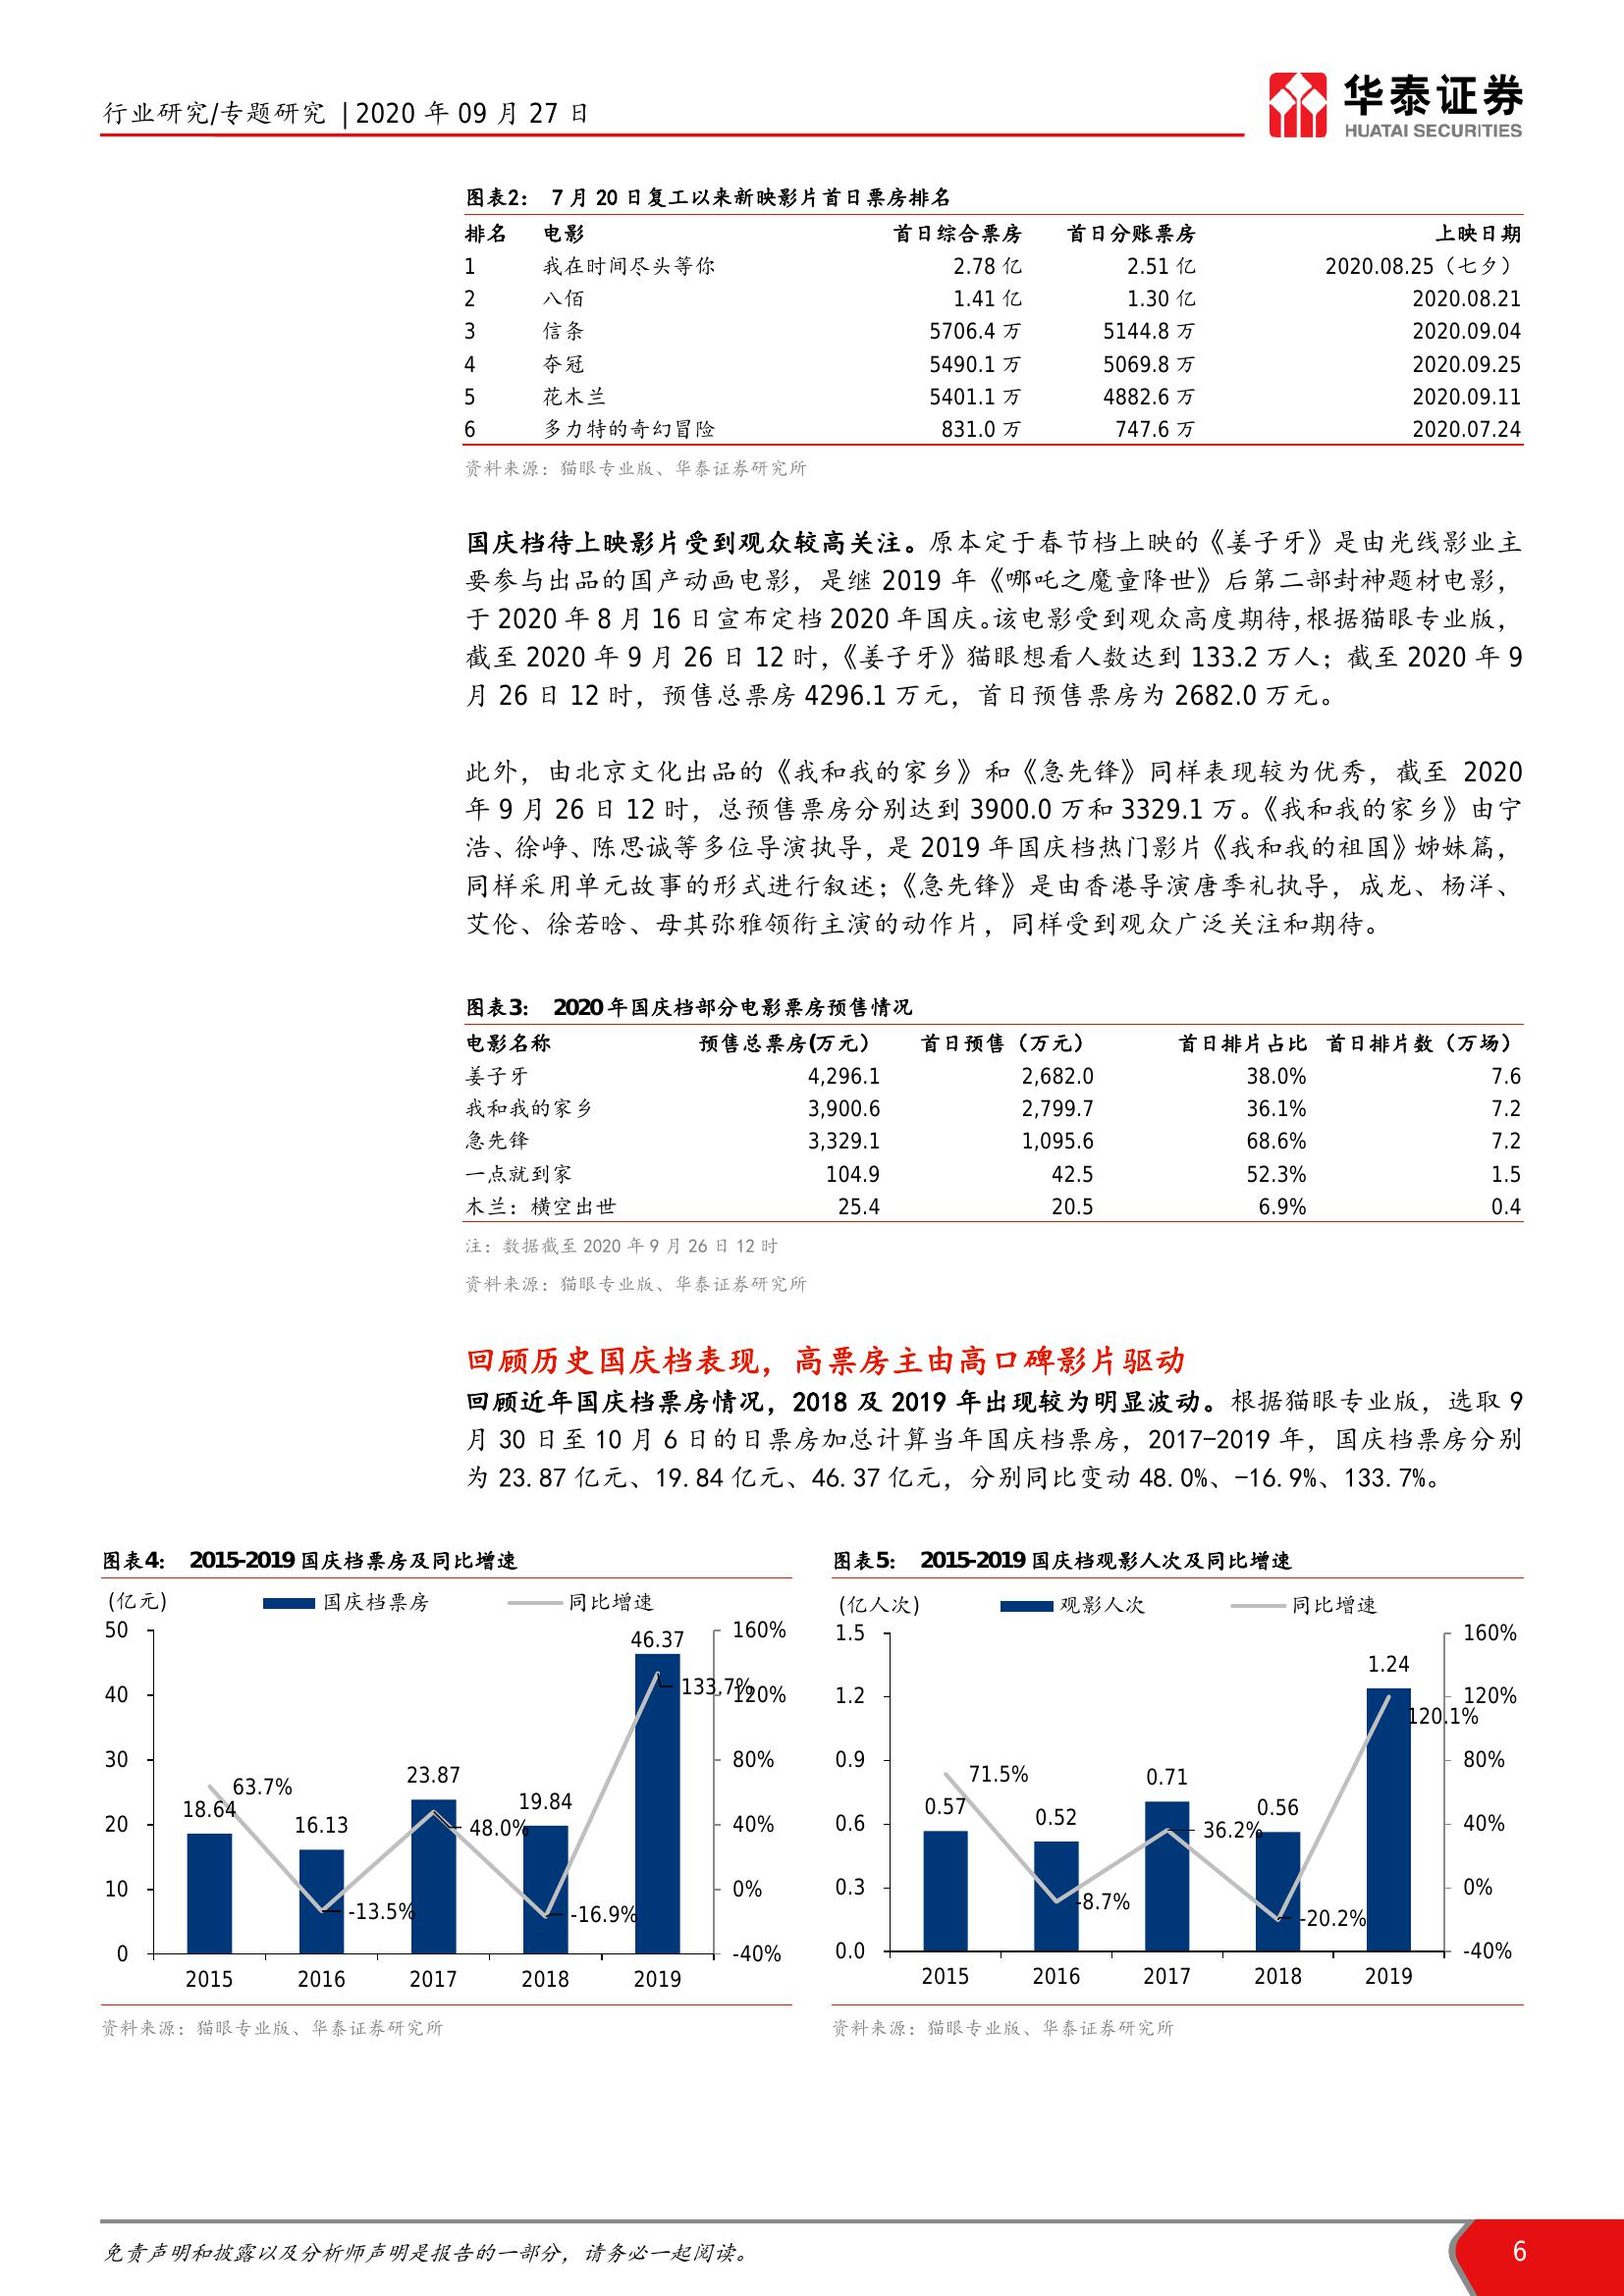 行业研究/专题研究 | 2020 年 09 月 27 日
华泰证券
HUATAI SECURITIES
图表2: 7 月 20 日复工以来新映影片首日票房排名
排名 电影 首日综合票房 首日分账票房 上映日期
1 我在时间尽头等你 2.78 亿 2.51 亿 2020.08.25（七夕）
2 八佰 1.41 亿 1.30 亿 2020.08.21
3 信条 5706.4 万 5144.8 万 2020.09.04
4 夺冠 5490.1 万 5069.8 万 2020.09.25
5 花木兰 5401.1 万 4882.6 万 2020.09.11
6 多力特的奇幻冒险 831.0 万 747.6 万 2020.07.24
资料来源：猫眼专业版、华泰证券研究所
国庆档待上映影片受到观众较高关注。原本定于春节档上映的《姜子牙》是由光线影业主
要参与出品的国产动画电影，是继 2019 年《哪吒之魔童降世》后第二部封神题材电影，
于 2020 年 8 月 16 日宣布定档 2020 年国庆。该电影受到观众高度期待，根据猫眼专业版，
截至 2020 年 9 月 26 日 12 时，《姜子牙》猫眼想看人数达到 133.2 万人；截至 2020 年 9
月 26 日 12 时，预售总票房 4296.1 万元，首日预售票房为 2682.0 万元。
此外，由北京文化出品的《我和我的家乡》和《急先锋》同样表现较为优秀，截至 2020
年 9 月 26 日 12 时，总预售票房分别达到 3900.0 万和 3329.1 万。《我和我的家乡》由宁
浩、徐峥、陈思诚等多位导演执导，是 2019 年国庆档热门影片《我和我的祖国》姊妹篇，
同样采用单元故事的形式进行叙述；《急先锋》是由香港导演唐季礼执导，成龙、杨洋、
艾伦、徐若晗、母其弥雅领衔主演的动作片，同样受到观众广泛关注和期待。
图表3: 2020 年国庆档部分电影票房预售情况
电影名称 预售总票房(万元） 首日预售（万元） 首日排片占比 首日排片数（万场）
姜子牙 4,296.1 2,682.0 38.0% 7.6
我和我的家乡 3,900.6 2,799.7 36.1% 7.2
急先锋 3,329.1 1,095.6 68.6% 7.2
一点就到家 104.9 42.5 52.3% 1.5
木兰：横空出世 25.4 20.5 6.9% 0.4
注：数据截至 2020 年 9 月 26 日 12 时
资料来源：猫眼专业版、华泰证券研究所
回顾历史国庆档表现，高票房主由高口碑影片驱动
回顾近年国庆档票房情况，2018 及 2019 年出现较为明显波动。根据猫眼专业版，选取 9
月 30 日至 10 月 6 日的日票房加总计算当年国庆档票房，2017-2019 年，国庆档票房分别
为 23.87 亿元、19.84 亿元、46.37 亿元，分别同比变动 48.0%、-16.9%、133.7%。
图表4: 2015-2019 国庆档票房及同比增速
(亿元) 国庆档票房 同比增速
50 46.37 160%
133.7%
40 120%
30 23.87 80%
63.7%
18.64 19.84
20 16.13 48.0% 40%
10 0%
-13.5% -16.9%
0 -40%
2015 2016 2017 2018 2019
资料来源：猫眼专业版、华泰证券研究所
图表5: 2015-2019 国庆档观影人次及同比增速
(亿人次) 观影人次 同比增速
1.5 160%
1.24
1.2 120%
120.1%
0.9 80%
71.5% 0.71
0.57 0.52 0.56
0.6 36.2% 40%
0.3 0%
-8.7% -20.2%
0.0 -40%
2015 2016 2017 2018 2019
资料来源：猫眼专业版、华泰证券研究所
免责声明和披露以及分析师声明是报告的一部分，请务必一起阅读。
6